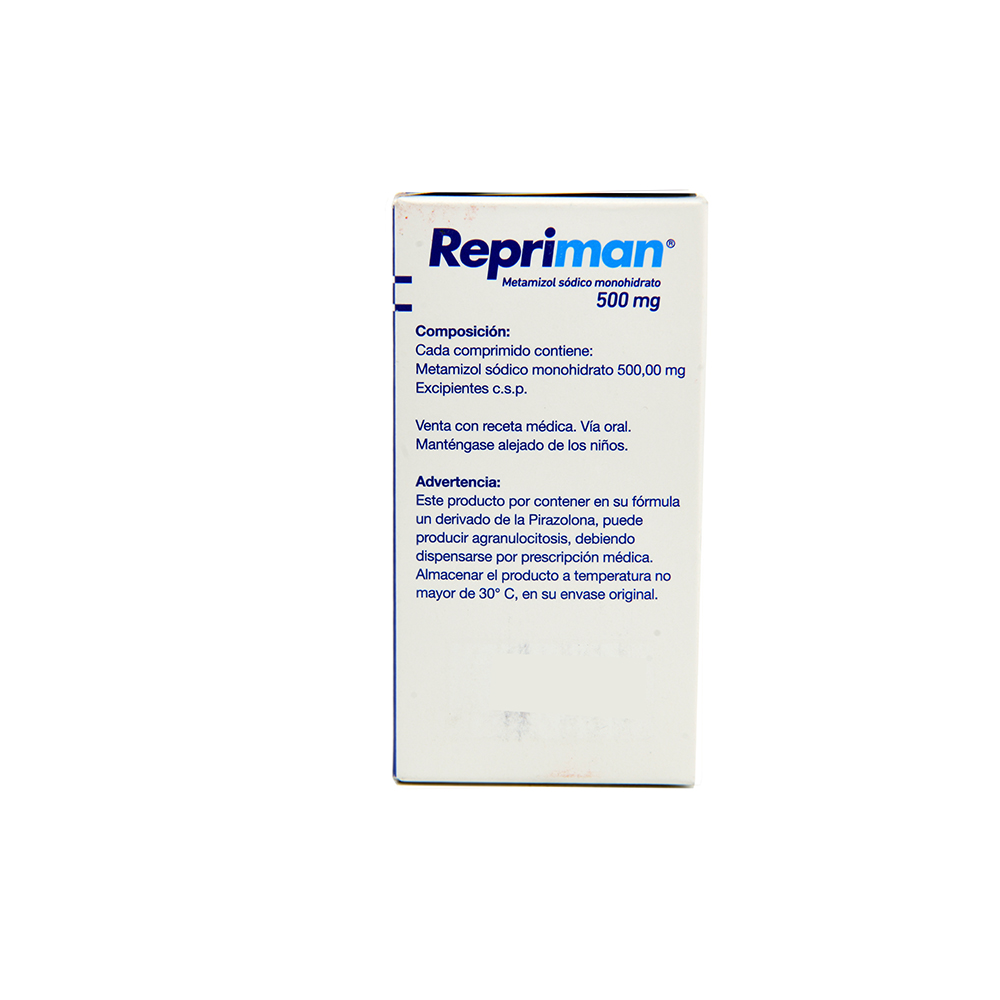 Repriman®
Metamizol sódico monohidrato
500 mg
Composición:
Cada comprimido contiene:
Metamizol sódico monohidrato 500,00 mg
Excipientes c.s.p.
Venta con receta médica. Vía oral.
Manténgase alejado de los niños.
Advertencia:
Este producto por contener en su fórmula
un derivado de la Pirazolona, puede
producir agranulocitosis, debiendo
dispensarse por prescripción médica.
Almacenar el producto a temperatura no
mayor de 30° C, en su envase original.